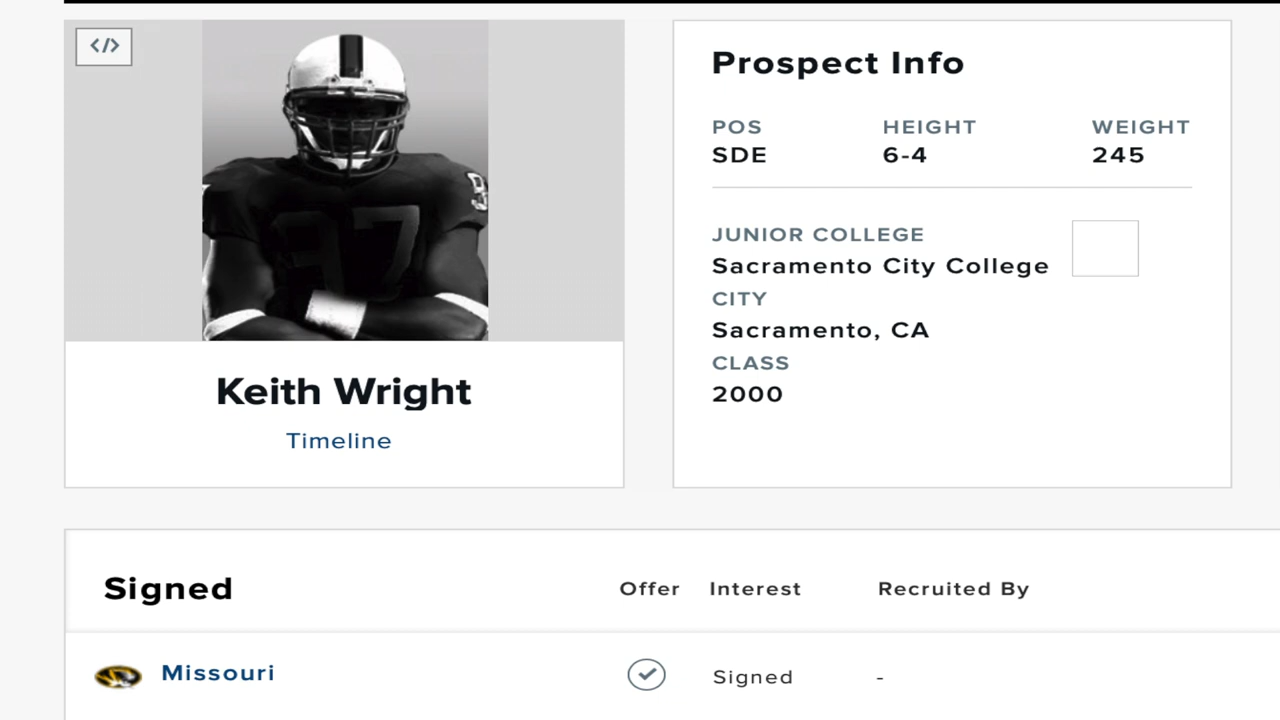 </>
97
Keith Wright
Timeline
Prospect Info
POS HEIGHT WEIGHT
SDE 6-4 245
JUNIOR COLLEGE
Sacramento City College
CITY
Sacramento, CA
CLASS
2000
Signed Offer Interest Recruited By
Missouri Signed -